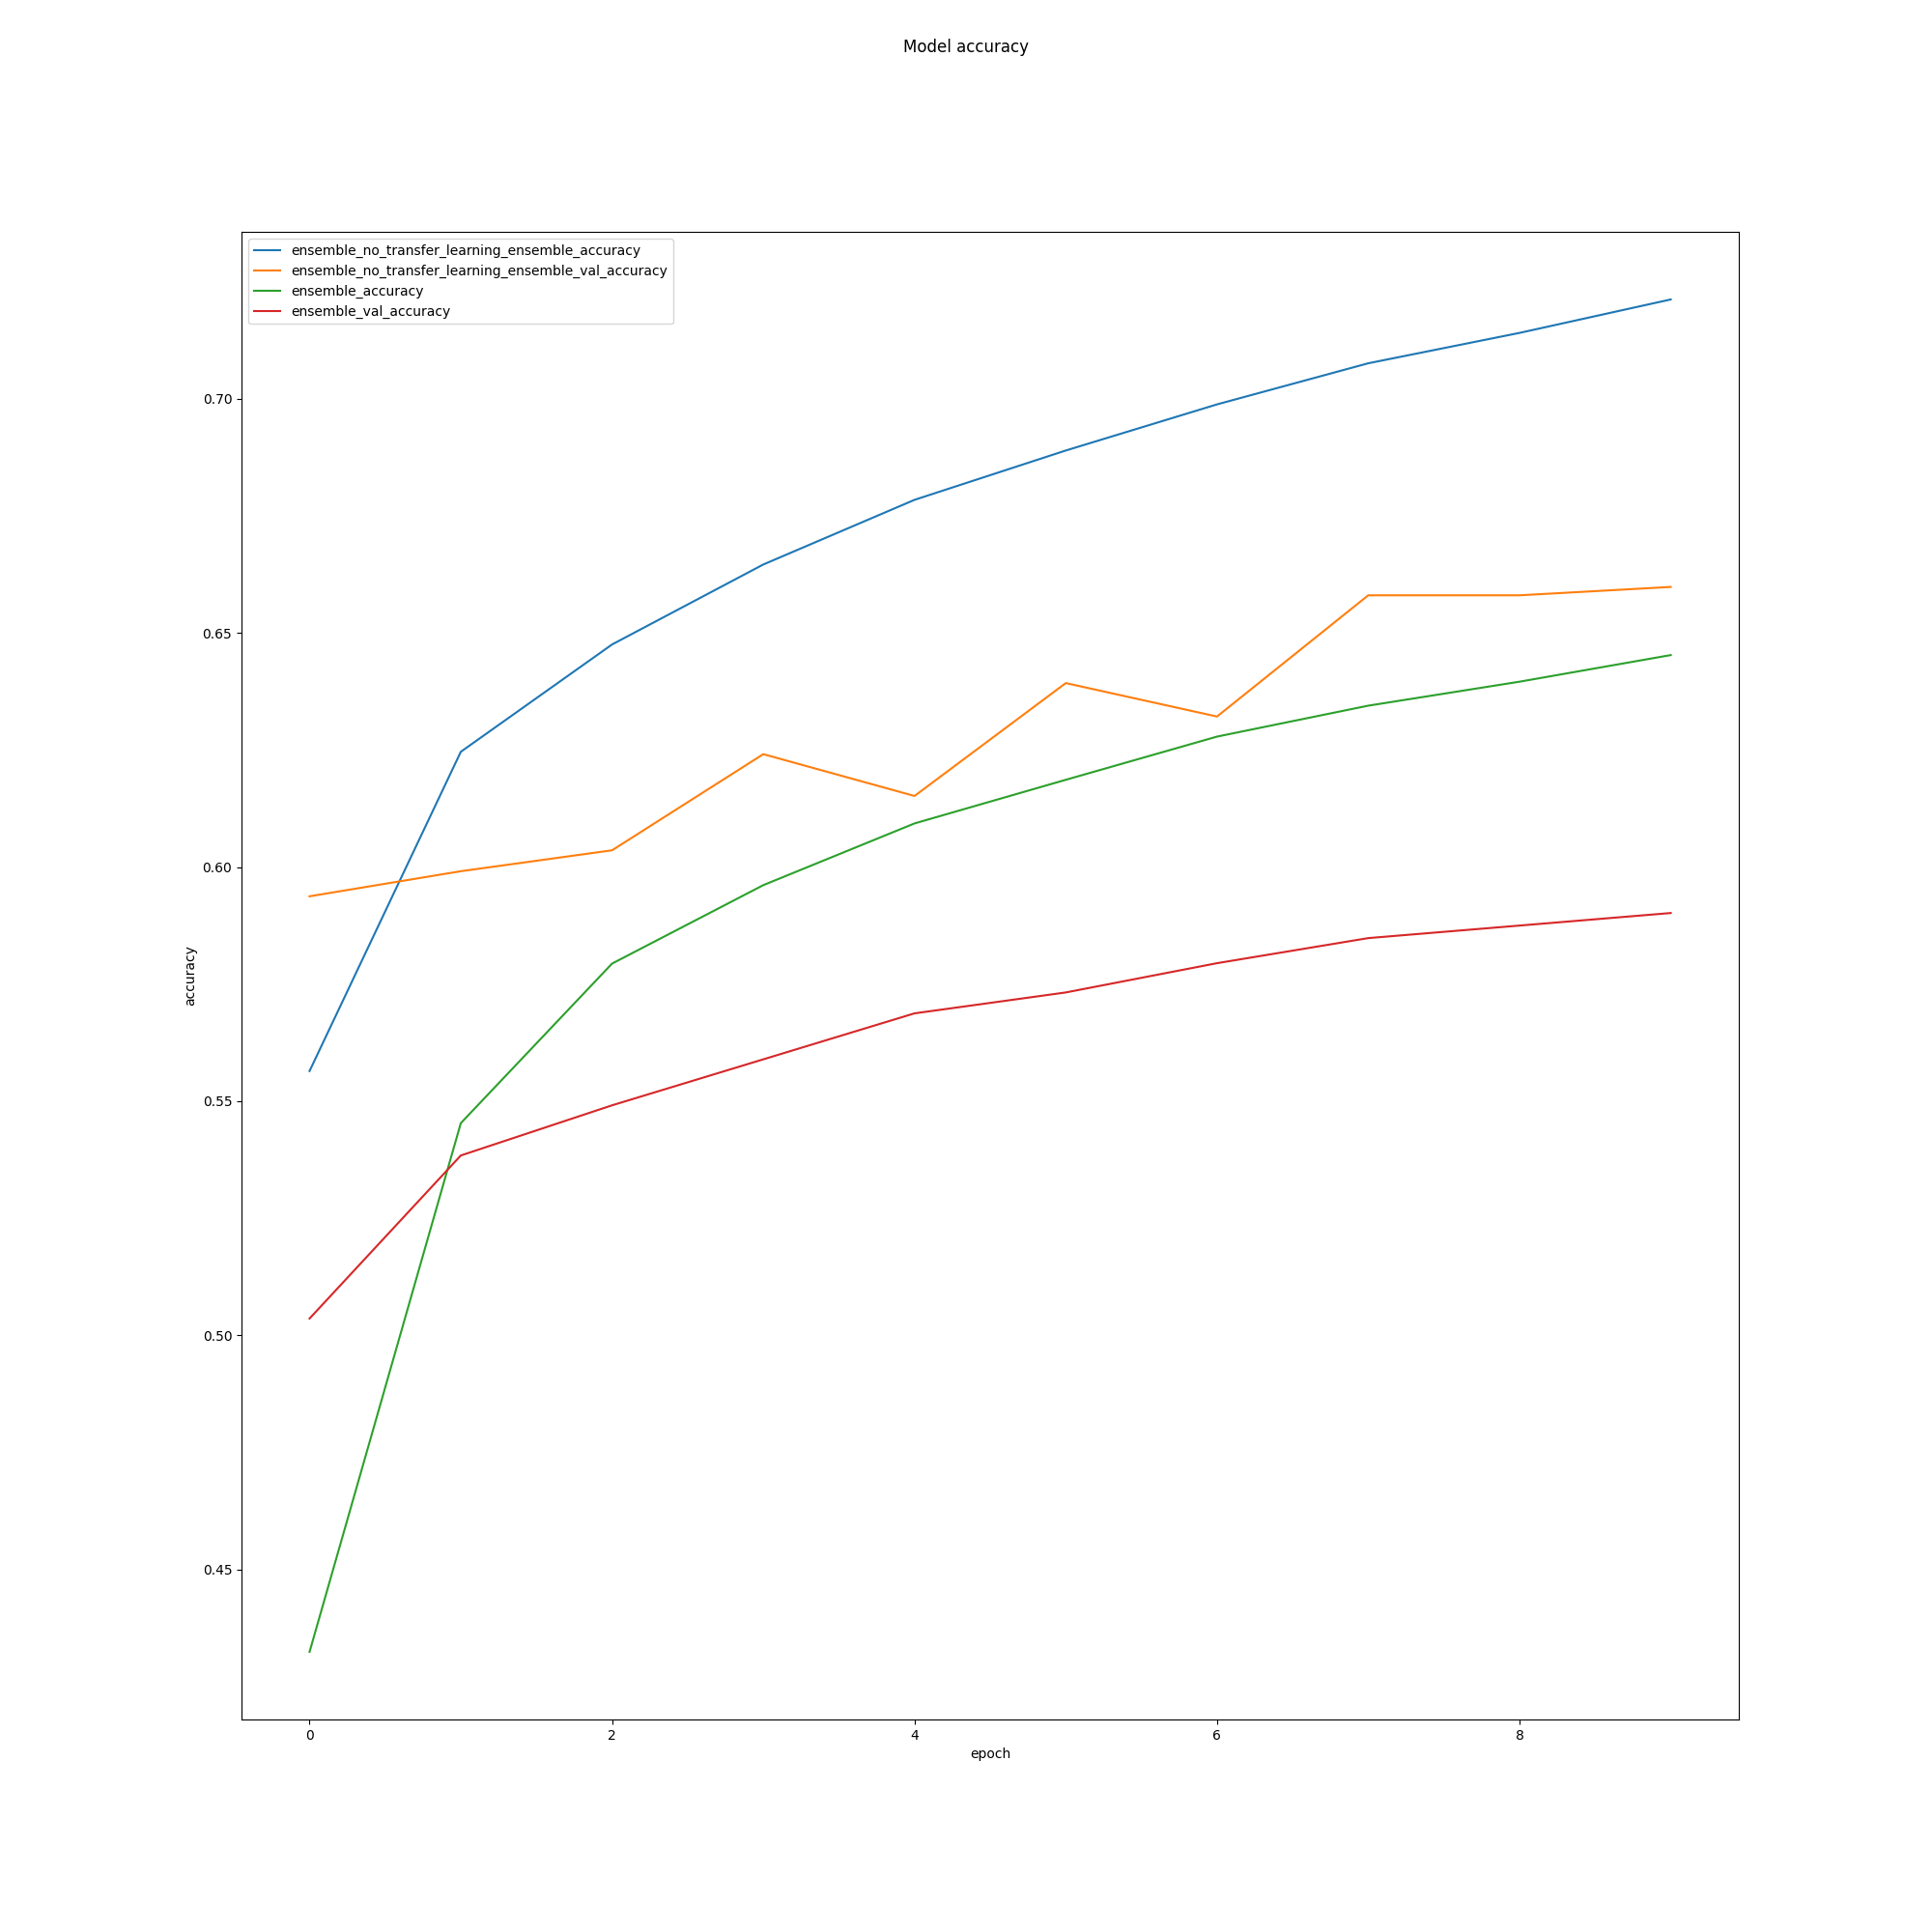 Model accuracy
ensemble_no_transfer_learning_ensemble_accuracy
ensemble_no_transfer_learning_ensemble_val_accuracy
ensemble_accuracy
ensemble_val_accuracy
0.70
0.65
0.60
0.55
0.50
0.45
accuracy
0 2 4 6 8
epoch